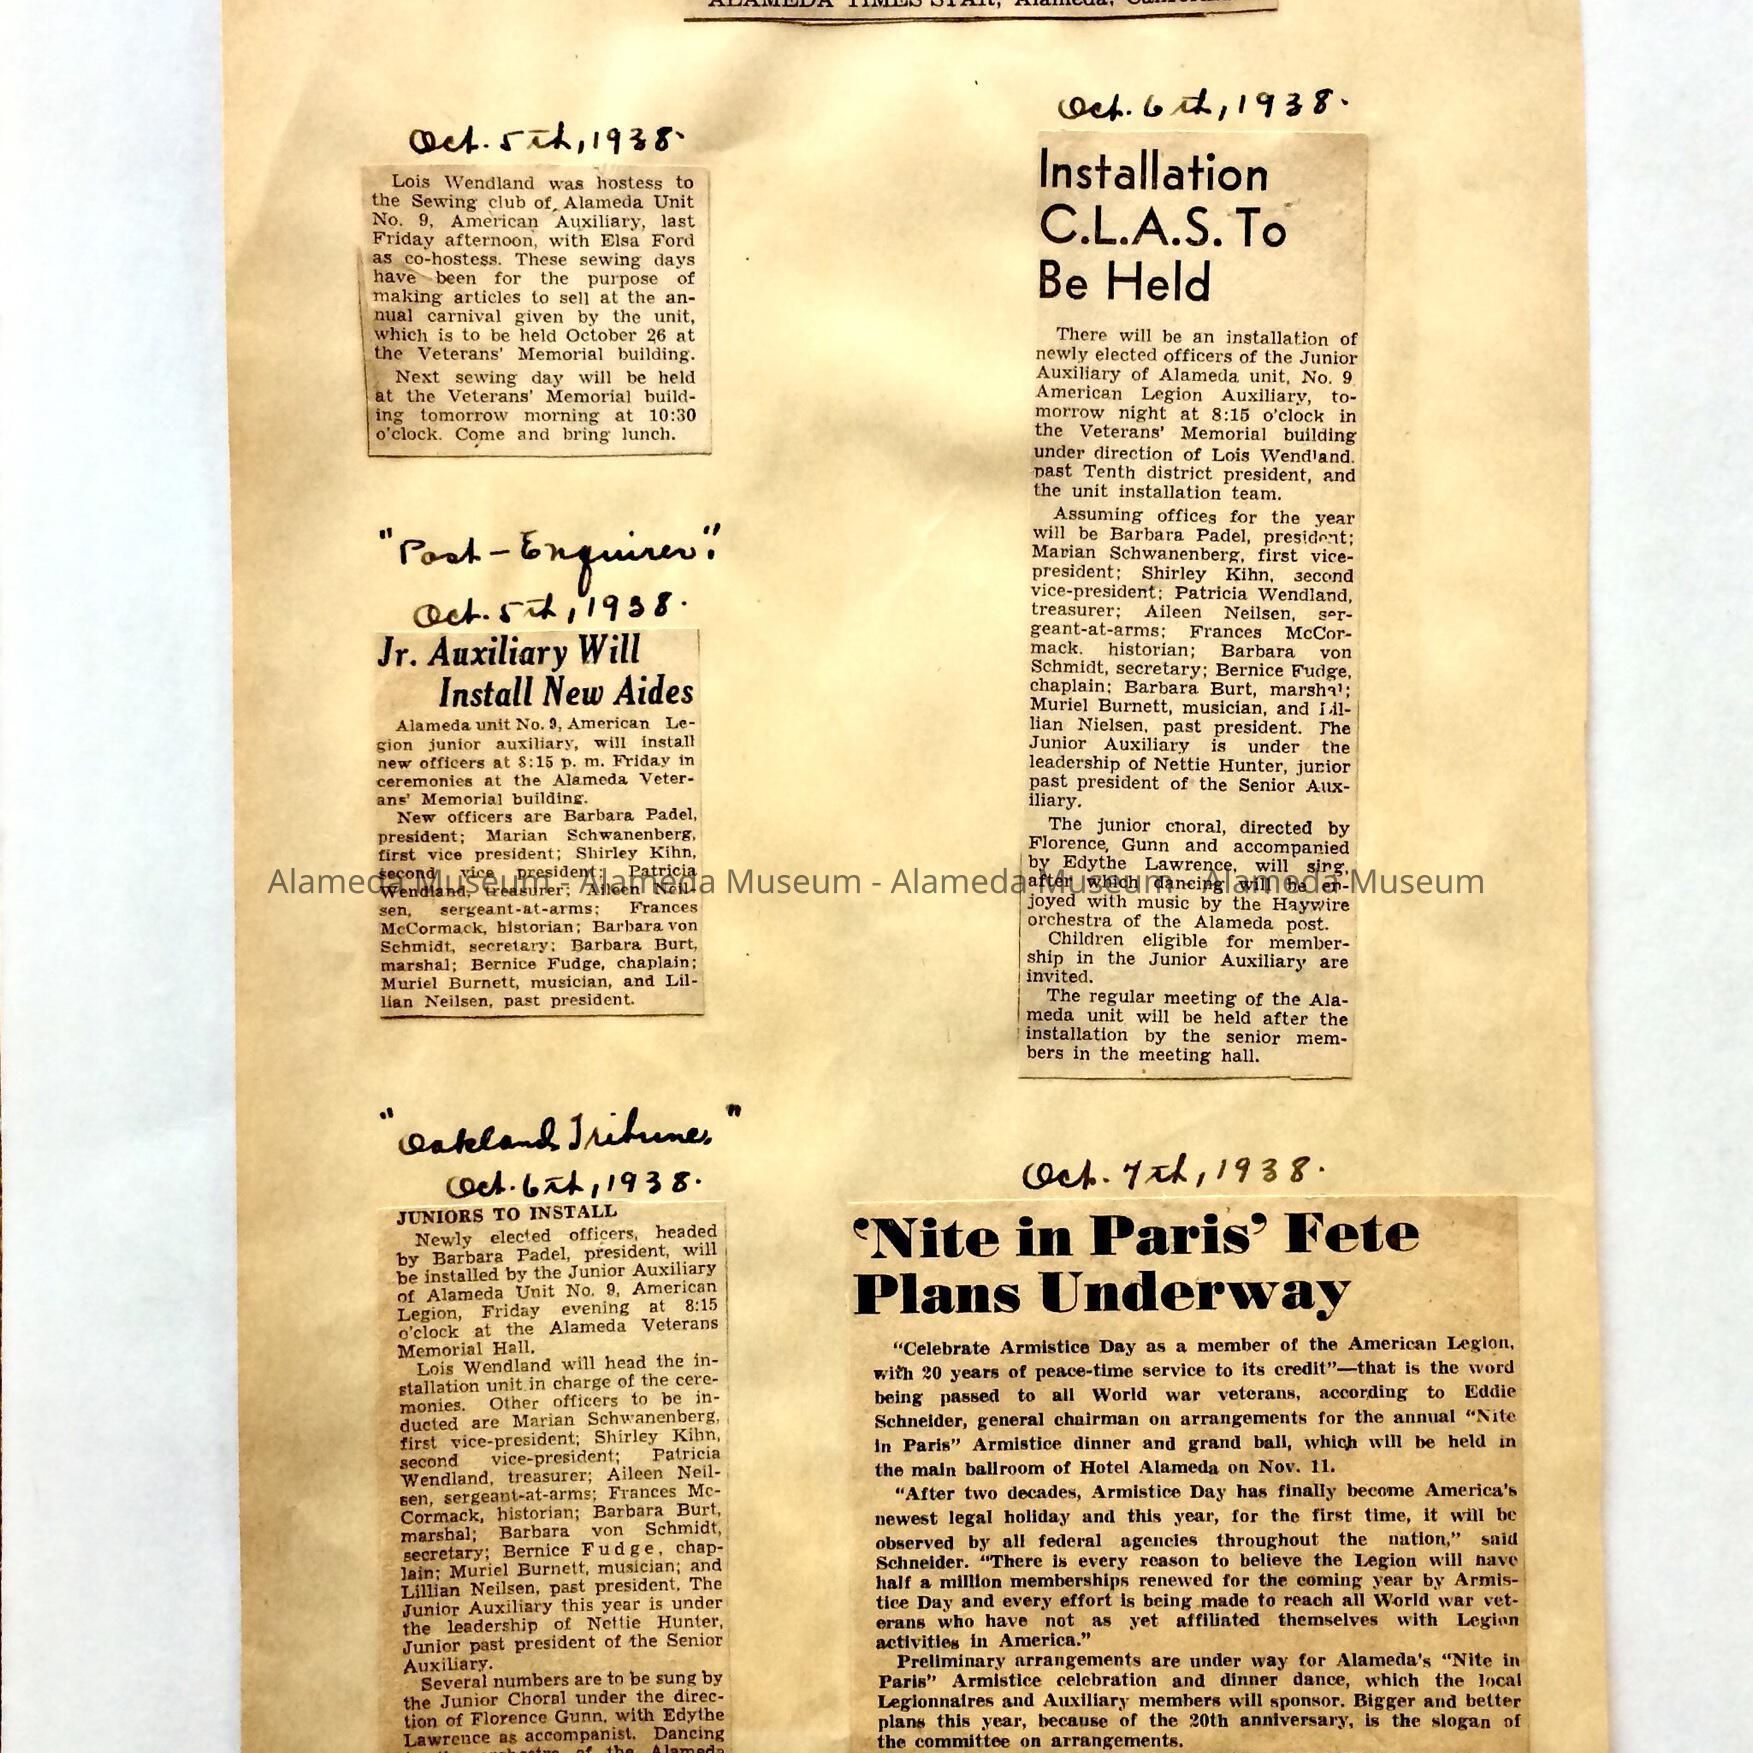 ALAMEDA TIMES STAR, Alameda, California
Oct. 5th, 1938.
Lois Wendland was hostess to
the Sewing club of Alameda Unit
No. 9, American Auxiliary, last
Friday afternoon, with Elsa Ford
as co-hostess. These sewing days
have been for the purpose of
making articles to sell at the an-
nual carnival given by the unit,
which is to be held October 26 at
the Veterans' Memorial building.
Next sewing day will be held
at the Veterans' Memorial build-
ing tomorrow morning at 10:30
o'clock. Come and bring lunch.
"Post-Enquirer".
Oct. 5th, 1938.
Jr. Auxiliary Will
Install New Aides
Alameda unit No. 9, American Le-
gion junior auxiliary, will install
new officers at 8:15 p. m. Friday in
ceremonies at the Alameda Veter-
ans' Memorial building.
New officers are Barbara Padel,
president; Marian Schwanenberg,
first vice president; Shirley Kihn,
second vice president; Patricia
Wendland, treasurer; Aileen Neil-
sen, sergeant-at-arms; Frances
McCormack, historian; Barbara von
Schmidt, secretary; Barbara Burt,
marshal; Bernice Fudge, chaplain;
Muriel Burnett, musician, and Lil-
lian Neilsen, past president.
"Oakland Tribune"
Oct. 6th, 1938.
JUNIORS TO INSTALL
Newly elected officers, headed
by Barbara Padel, president, will
be installed by the Junior Auxiliary
of Alameda Unit No. 9, American
Legion, Friday evening at 8:15
o'clock at the Alameda Veterans
Memorial Hall.
Lois Wendland will head the in-
stallation unit in charge of the cere-
monies. Other officers to be in-
ducted are Marian Schwanenberg,
first vice-president; Shirley Kihn,
second vice-president; Patricia
Wendland, treasurer; Aileen Neil-
sen, sergeant-at-arms; Frances Mc-
Cormack, historian; Barbara Burt,
marshal; Barbara von Schmidt,
secretary; Bernice Fudge, chap-
lain; Muriel Burnett, musician; and
Lillian Neilsen, past president. The
Junior Auxiliary this year is under
the leadership of Nettie Hunter,
Junior past president of the Senior
Auxiliary.
Several numbers are to be sung by
the Junior Choral under the direc-
tion of Florence Gunn, with Edythe
Lawrence as accompanist. Dancing
orchestra of the Alameda
Oct. 6th, 1938.
Installation
C.L.A.S. To
Be Held
There will be an installation of
newly elected officers of the Junior
Auxiliary of Alameda unit, No. 9
American Legion Auxiliary, to-
morrow night at 8:15 o'clock in
the Veterans' Memorial building
under direction of Lois Wendland,
past Tenth district president, and
the unit installation team.
Assuming offices for the year
will be Barbara Padel, president;
Marian Schwanenberg, first vice-
president; Shirley Kihn, second
vice-president; Patricia Wendland,
treasurer; Aileen Neilsen, ser-
geant-at-arms; Frances McCor-
mack. historian; Barbara von
Schmidt, secretary; Bernice Fudge,
chaplain; Barbara Burt, marshal;
Muriel Burnett, musician, and Lil-
lian Nielsen, past president. The
Junior Auxiliary is under the
leadership of Nettie Hunter, junior
past president of the Senior Aux-
iliary.
The junior choral, directed by
Florence, Gunn and accompanied
by Edythe Lawrence, will sing,
after which dancing will be en-
joyed with music by the Haywire
orchestra of the Alameda post.
Children eligible for member-
ship in the Junior Auxiliary are
invited.
The regular meeting of the Ala-
meda unit will be held after the
installation by the senior mem-
bers in the meeting hall.
Oct. 7th, 1938.
'Nite in Paris' Fete
Plans Underway
"Celebrate Armistice Day as a member of the American Legion,
with 20 years of peace-time service to its credit"—that is the word
being passed to all World war veterans, according to Eddie
Schneider, general chairman on arrangements for the annual "Nite
in Paris" Armistice dinner and grand ball, which will be held in
the main ballroom of Hotel Alameda on Nov. 11.
"After two decades, Armistice Day has finally become America's
newest legal holiday and this year, for the first time, it will be
observed by all federal agencies throughout the nation," said
Schneider. "There is every reason to believe the Legion will have
half a million memberships renewed for the coming year by Armis-
tice Day and every effort is being made to reach all World war vet-
erans who have not as yet affiliated themselves with Legion
activities in America."
Preliminary arrangements are under way for Alameda's "Nite in
Paris" Armistice celebration and dinner dance, which the local
Legionnaires and Auxiliary members will sponsor. Bigger and better
plans this year, because of the 20th anniversary, is the slogan of
the committee on arrangements.
Alameda Museum - Alameda Museum - Alameda Museum - Alameda Museum